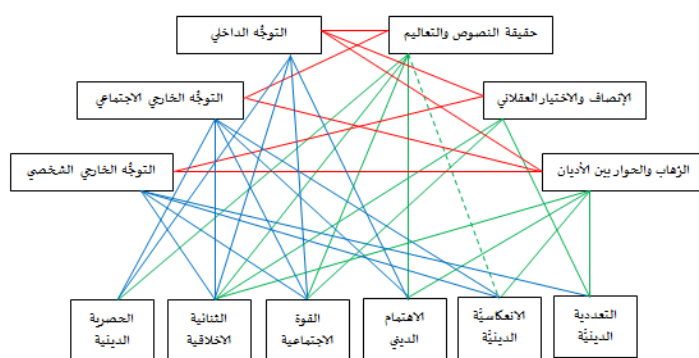 حقيقة النصوص والتعاليم
التوجُّه الداخلي
الإنصاف والاختيار العقلاني
التوجُّه الخارجي الاجتماعي
الزهاب والحوار بين الأديان
التوجُّه الخارجي الشخصي
التعددية
الدينيَّة
الانعكاسيَّة
الدينيَّة
الاهتمام
الديني
القوة
الاجتماعية
الثنائية
الاخلاقية
الحصرية
الدينية